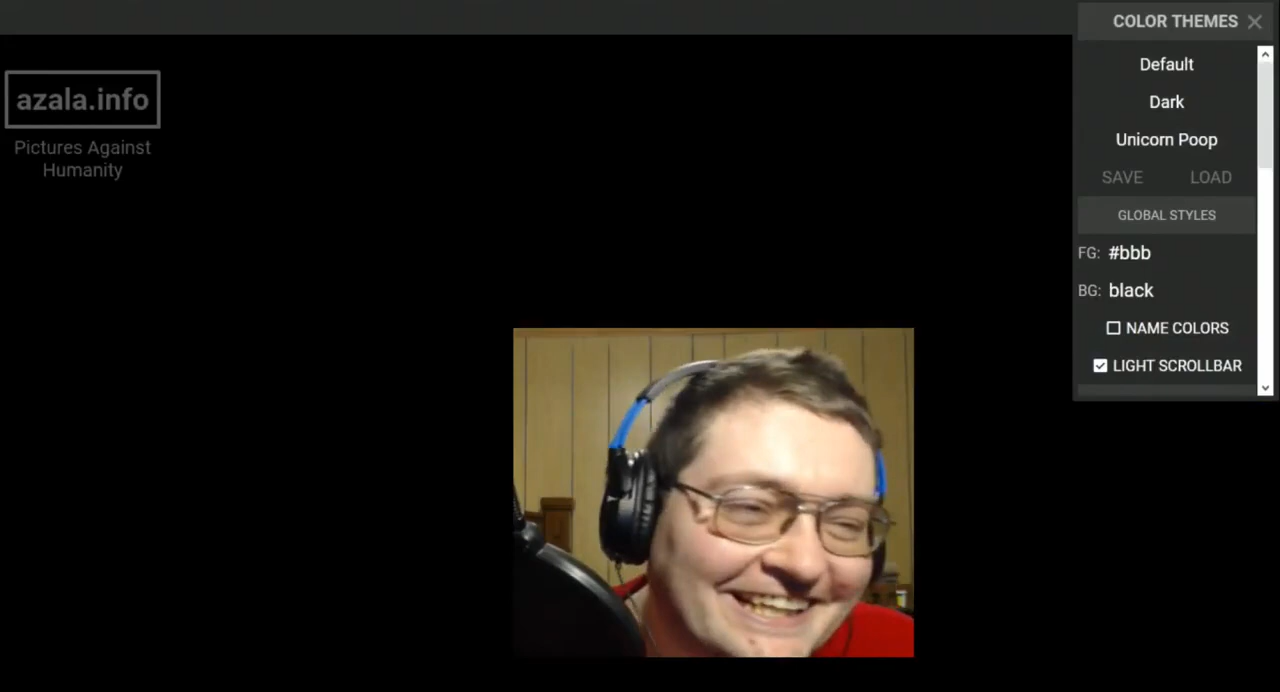 COLOR THEMES
azala.info
Pictures Against
Humanity
Default
Dark
Unicorn Poop
SAVE LOAD
GLOBAL STYLES
FG: #bbb
BG: black
NAME COLORS
LIGHT SCROLLBAR